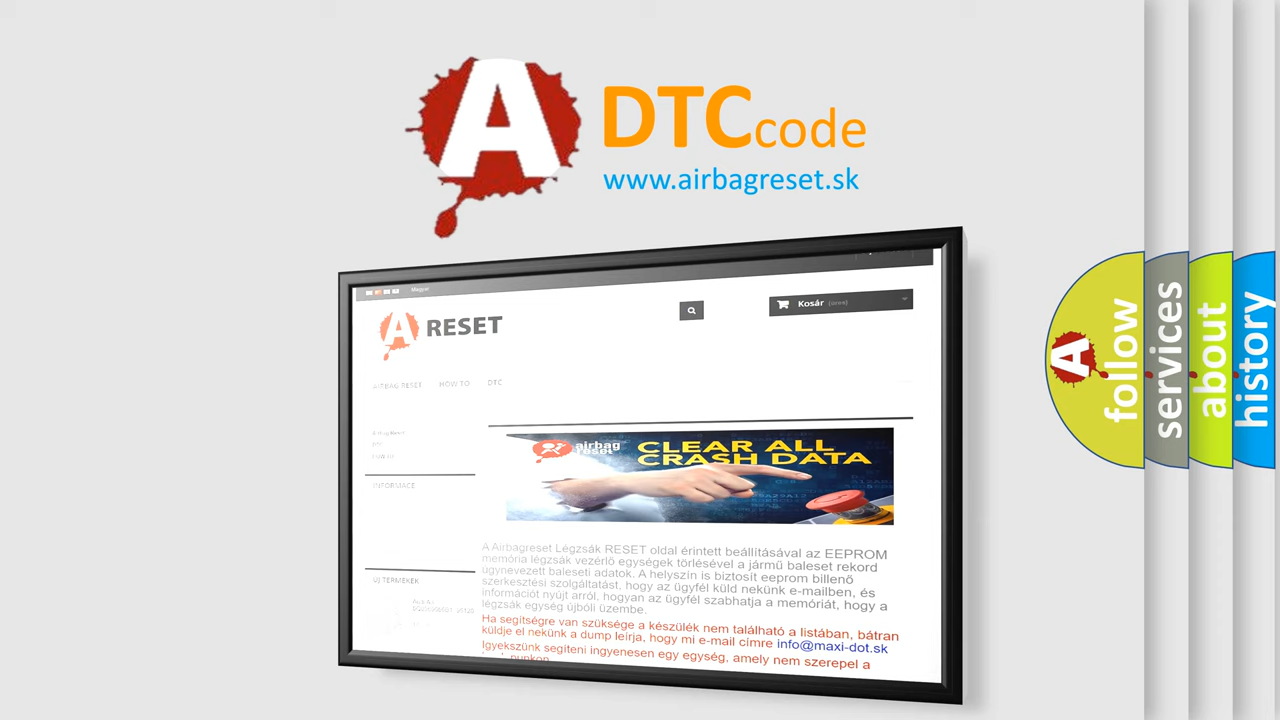 A DTC code
www.airbagreset.sk
Magyar
A RESET
Kosár (üres)
AIRBAG RESET HOW TO DTC
INFORMACE
ÚJ TERMÉKEK
airbag
reset
CLEAR ALL
CRASH DATA
A Airbagreset Légzsák RESET oldal érintett beállításával az EEPROM
memória légzsák vezérlő egységek törlésével a jármű baleset rekord
úgynevezett baleseti adatok. A helyszín is biztosít eeprom billenő
szerkesztési szolgáltatást, hogy az ügyfél küld nekünk e-mailben, és
információt nyújt arról, hogyan az ügyfél szabhatja a memóriát, hogy a
légzsák egység újbóli üzembe.
Ha segítségre van szüksége a készülék nem található a listában, bátran
küldje el nekünk a dump leírja, hogy mi e-mail címre info@maxi-dot.sk
Igyekszünk segíteni ingyenesen egy egység, amely nem szerepel a
A follow
services
about
history